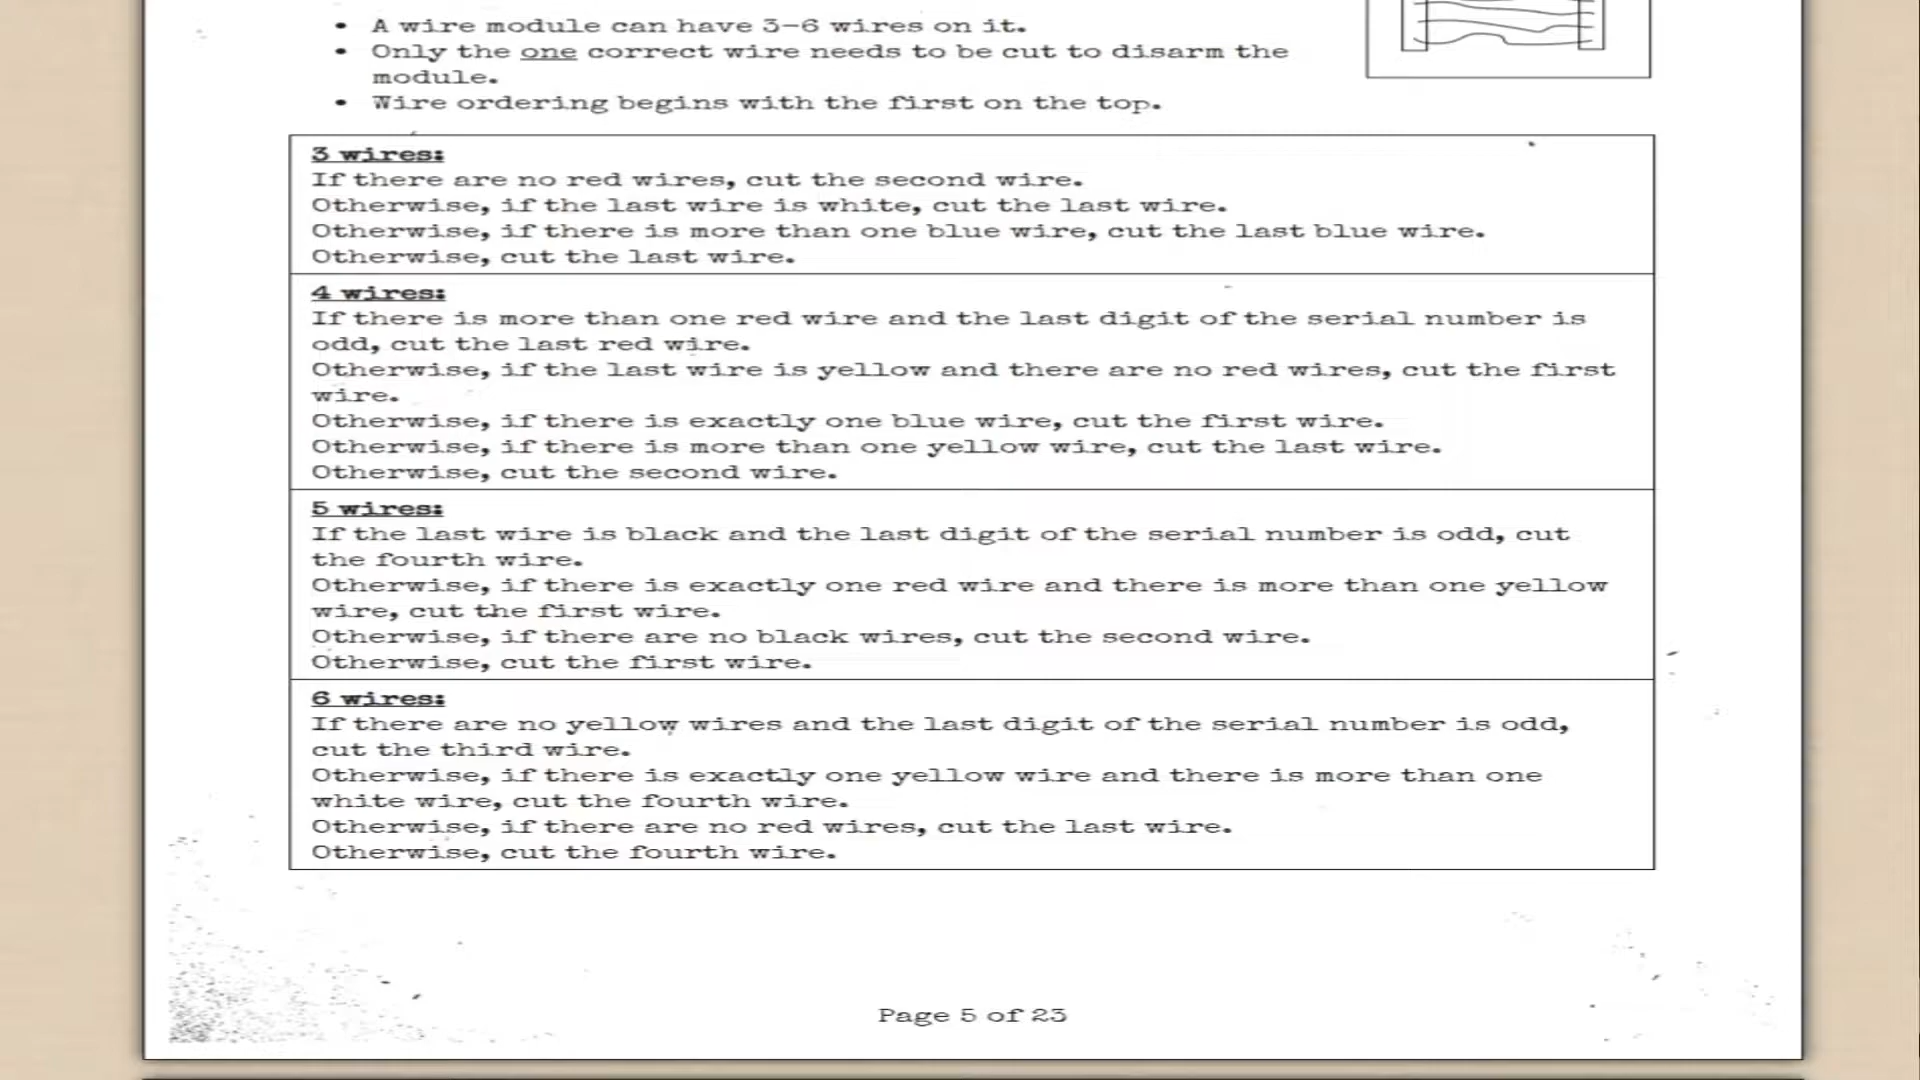 • A wire module can have 3-6 wires on it.
• Only the one correct wire needs to be cut to disarm the
module.
• Wire ordering begins with the first on the top.
3 wires:
If there are no red wires, cut the second wire.
Otherwise, if the last wire is white, cut the last wire.
Otherwise, if there is more than one blue wire, cut the last blue wire.
Otherwise, cut the last wire.
4 wires:
If there is more than one red wire and the last digit of the serial number is
odd, cut the last red wire.
Otherwise, if the last wire is yellow and there are no red wires, cut the first
wire.
Otherwise, if there is exactly one blue wire, cut the first wire.
Otherwise, if there is more than one yellow wire, cut the last wire.
Otherwise, cut the second wire.
5 wires:
If the last wire is black and the last digit of the serial number is odd, cut
the fourth wire.
Otherwise, if there is exactly one red wire and there is more than one yellow
wire, cut the first wire.
Otherwise, if there are no black wires, cut the second wire.
Otherwise, cut the first wire.
6 wires:
If there are no yellow wires and the last digit of the serial number is odd,
cut the third wire.
Otherwise, if there is exactly one yellow wire and there is more than one
white wire, cut the fourth wire.
Otherwise, if there are no red wires, cut the last wire.
Otherwise, cut the fourth wire.
Page 5 of 23